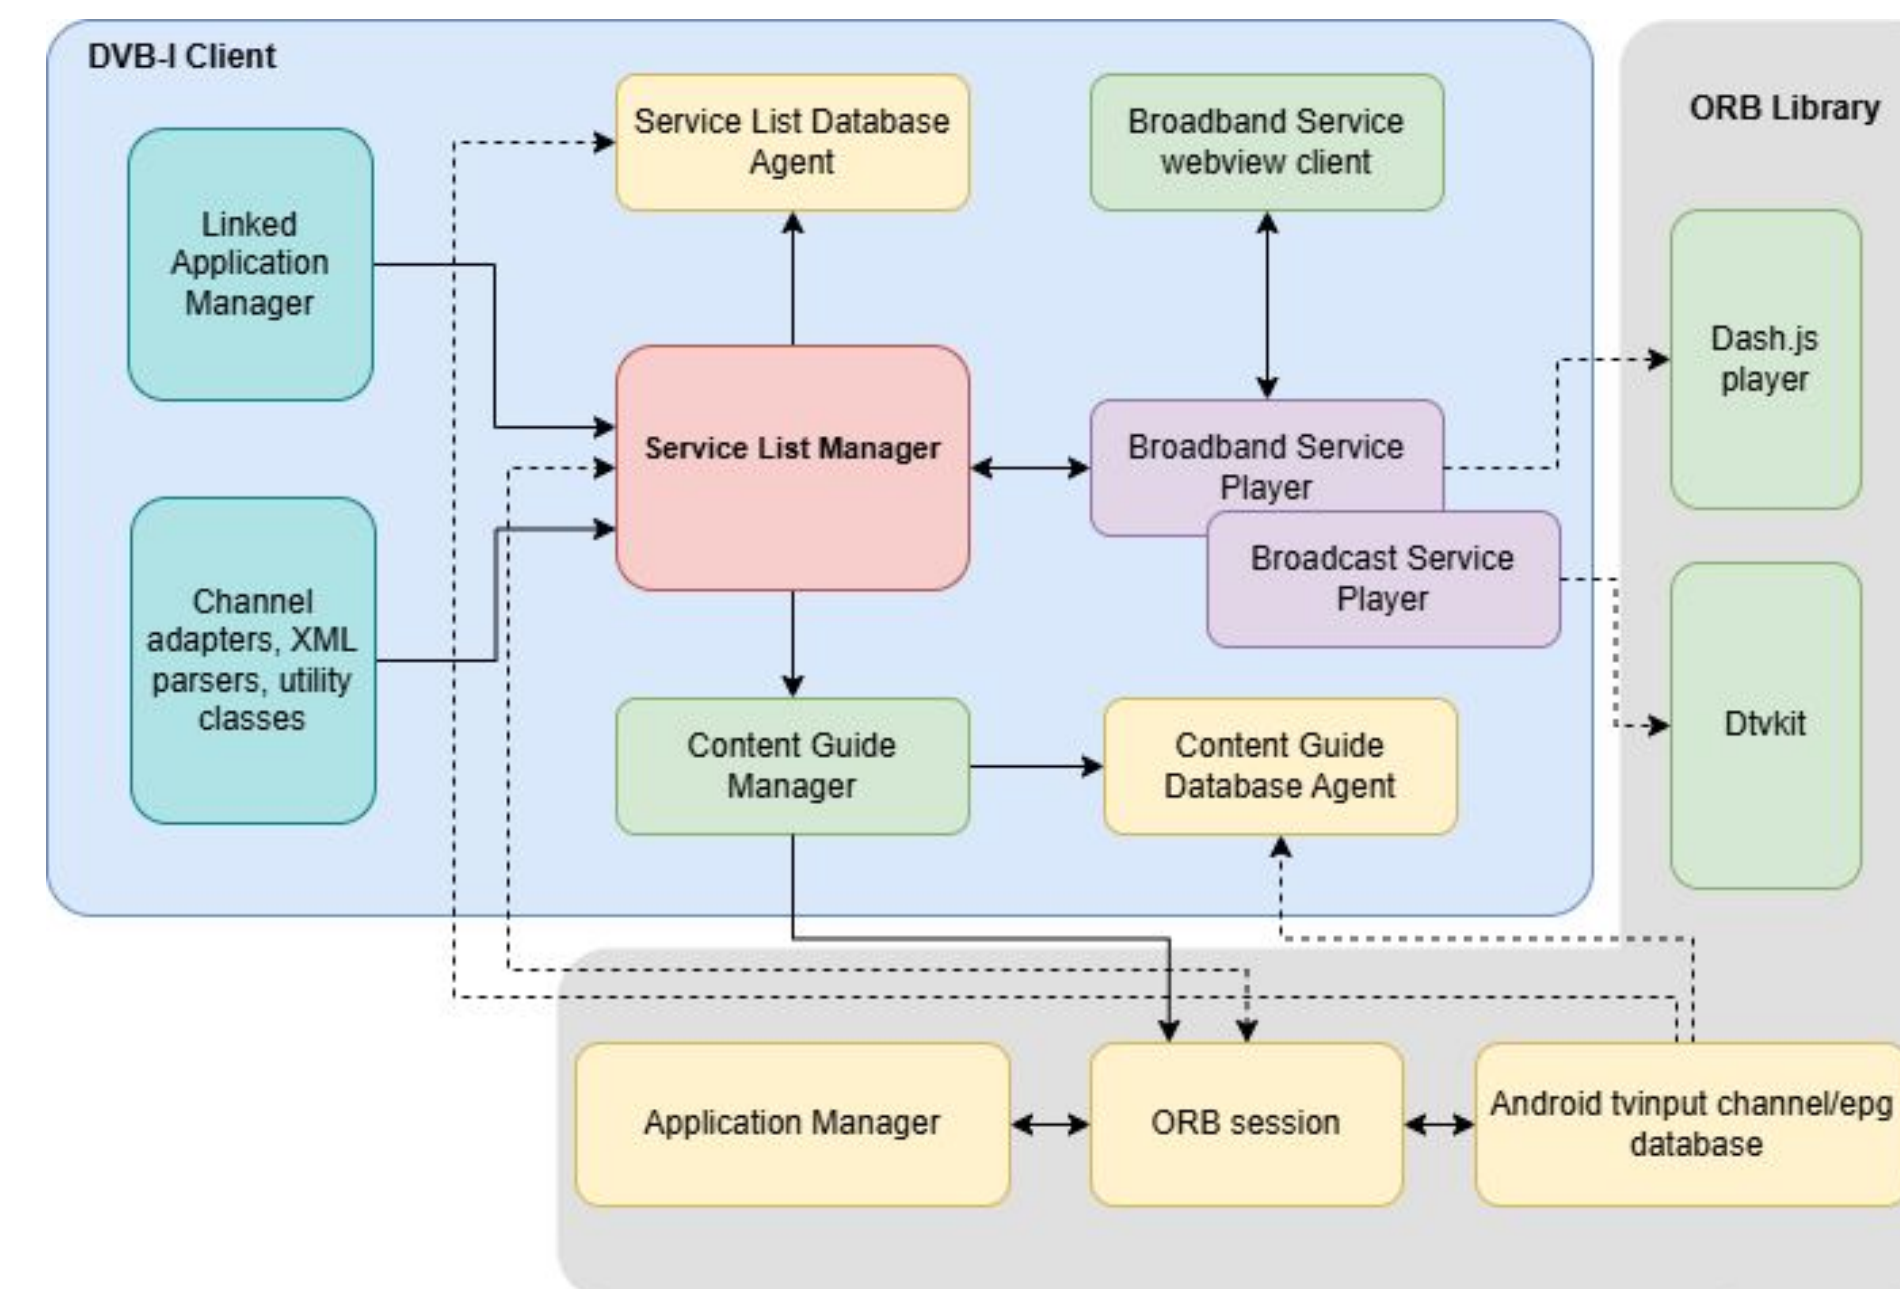 DVB-I Client
ORB Library
Service List Database
Agent
Broadband Service
webview client
Linked
Application
Manager
Dash.js
player
Service List Manager
Broadband Service
Player
Broadcast Service
Player
Channel
adapters, XML
parsers, utility
classes
Content Guide
Manager
Content Guide
Database Agent
Dtvkit
Application Manager
ORB session
Android tvinput channel/epg
database